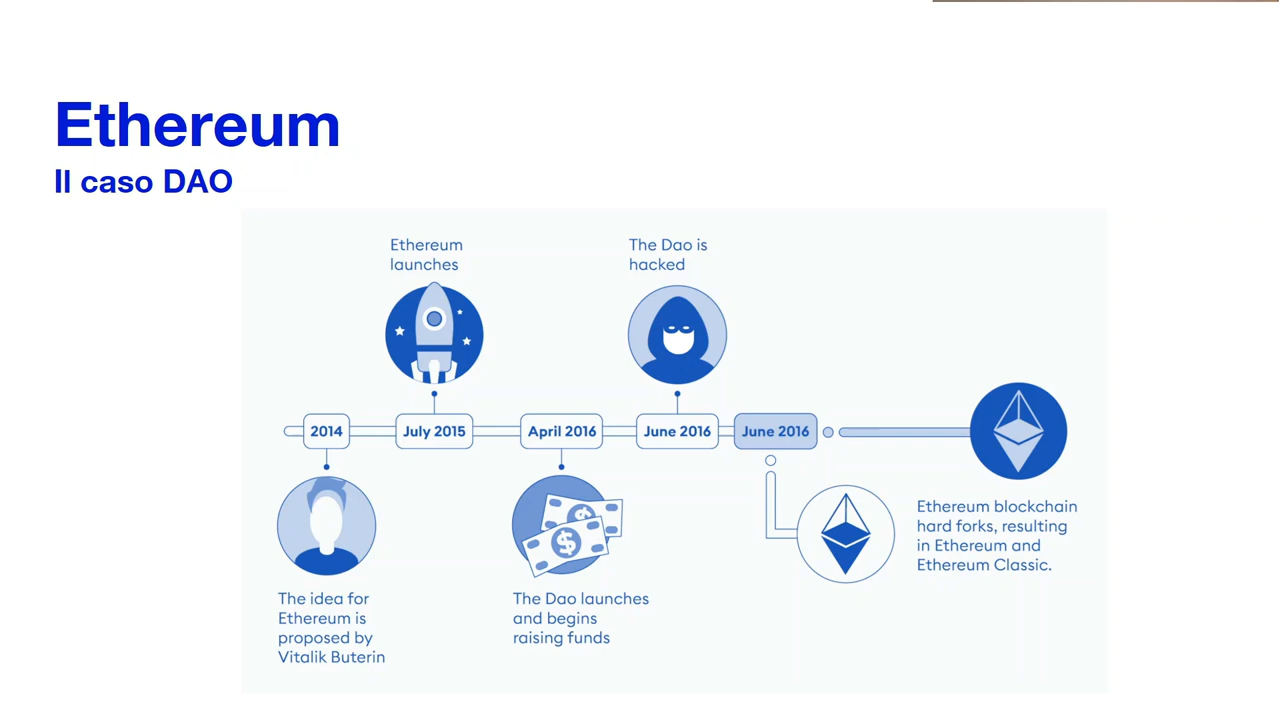 Ethereum
Il caso DAO
Ethereum
launches
The Dao is
hacked
2014
July 2015
April 2016
June 2016
June 2016
The idea for
Ethereum is
proposed by
Vitalik Buterin
The Dao launches
and begins
raising funds
Ethereum blockchain
hard forks, resulting
in Ethereum and
Ethereum Classic.